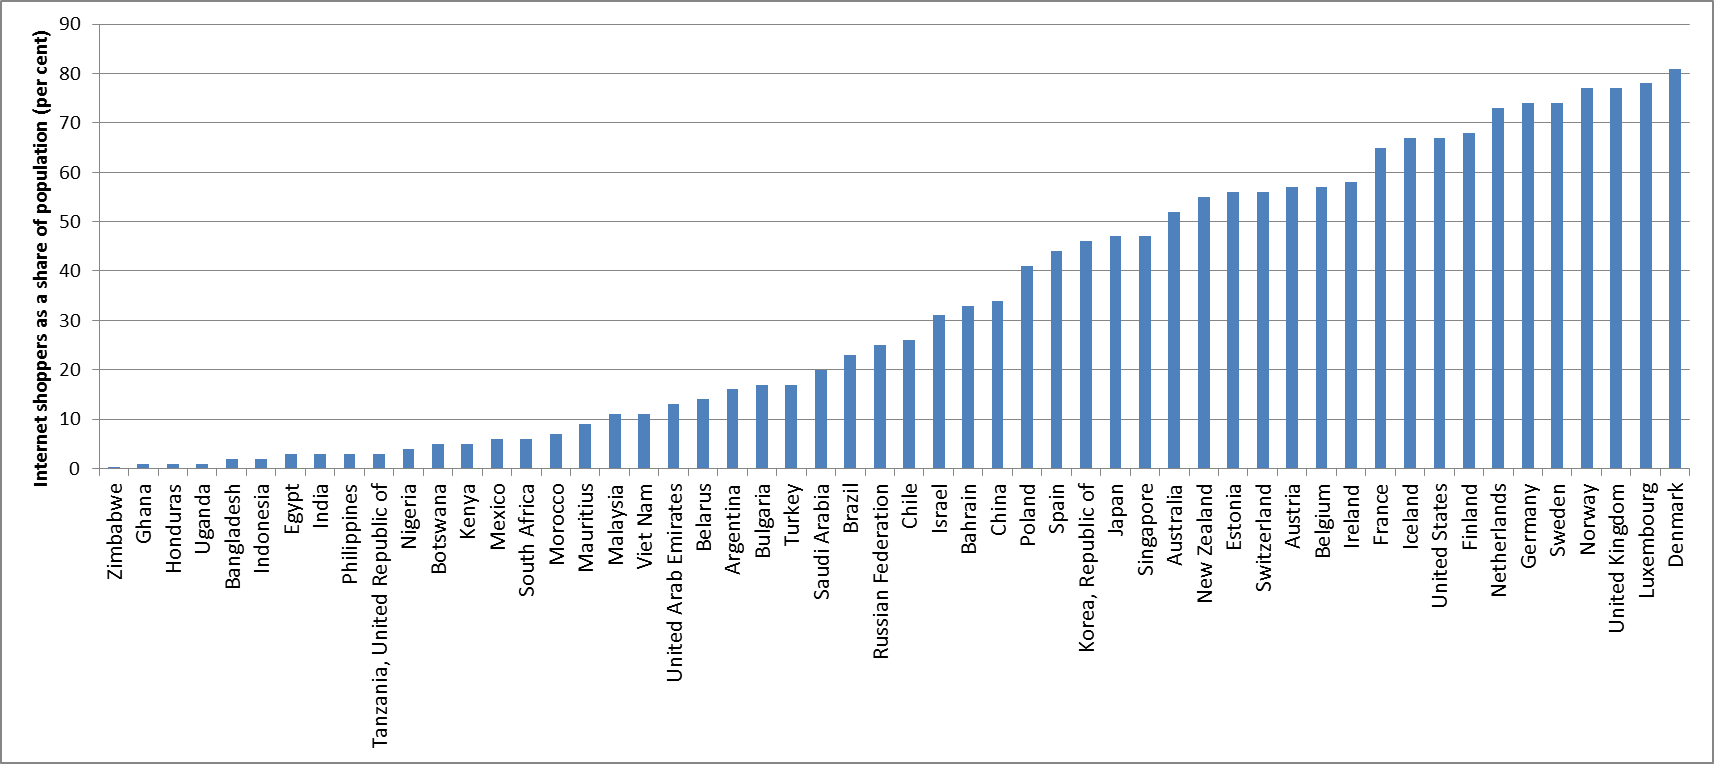 Internet shoppers as a share of population (per cent)
90
80
70
60
50
40
30
20
10
0
Zimbabwe
Ghana
Honduras
Uganda
Bangladesh
Indonesia
Egypt
India
Philippines
Tanzania, United Republic of
Nigeria
Botswana
Kenya
Mexico
South Africa
Morocco
Mauritius
Malaysia
Viet Nam
United Arab Emirates
Belarus
Argentina
Bulgaria
Turkey
Saudi Arabia
Brazil
Russian Federation
Chile
Israel
Bahrain
China
Poland
Spain
Korea, Republic of
Japan
Singapore
Australia
New Zealand
Estonia
Switzerland
Austria
Belgium
Ireland
France
Iceland
United States
Finland
Netherlands
Germany
Sweden
Norway
United Kingdom
Luxembourg
Denmark